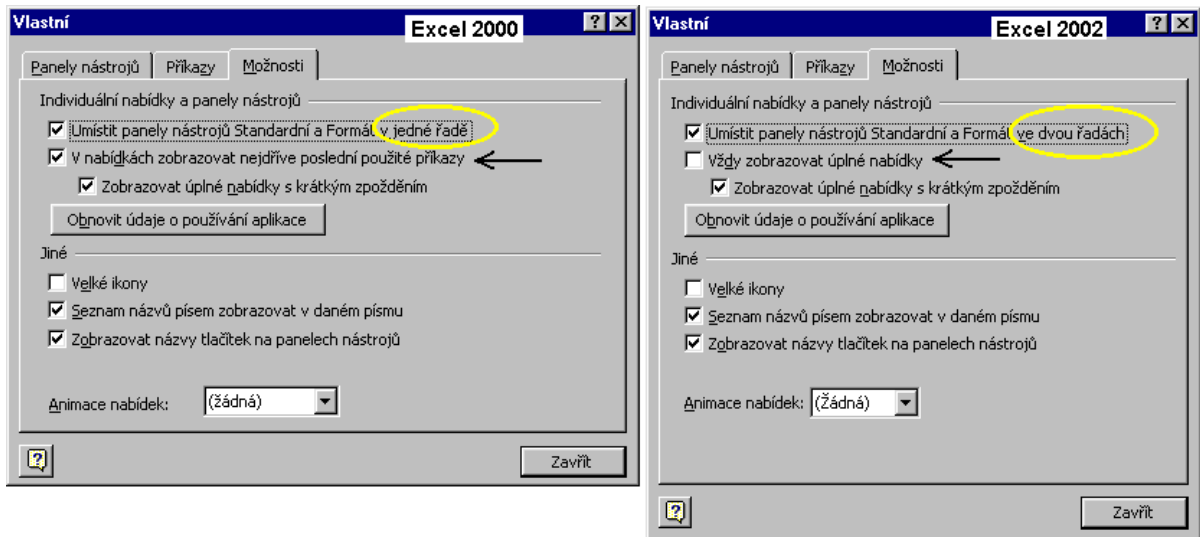 Vlastní
Excel 2000
Panely nástrojů
Příkazy
Možnosti
Individuální nabídky a panely nástrojů
Umístit panely nástrojů Standardní a Formát v jedné řadě
V nabídkách zobrazovat nejdříve poslední použité příkazy
Zobrazovat úplné nabídky s krátkým zpožděním
Obnovit údaje o používání aplikace
Jiné
Velké ikony
Seznam názvů písem zobrazovat v daném písmu
Zobrazovat názvy tlačítek na panelech nástrojů
Animace nabídek: (žádná)
Zavřít
Vlastní
Excel 2002
Panely nástrojů
Příkazy
Možnosti
Individuální nabídky a panely nástrojů
Umístit panely nástrojů Standardní a Formát ve dvou řadách
Vždy zobrazovat úplné nabídky
Zobrazovat úplné nabídky s krátkým zpožděním
Obnovit údaje o používání aplikace
Jiné
Velké ikony
Seznam názvů písem zobrazovat v daném písmu
Zobrazovat názvy tlačítek na panelech nástrojů
Animace nabídek: (Žádná)
Zavřít